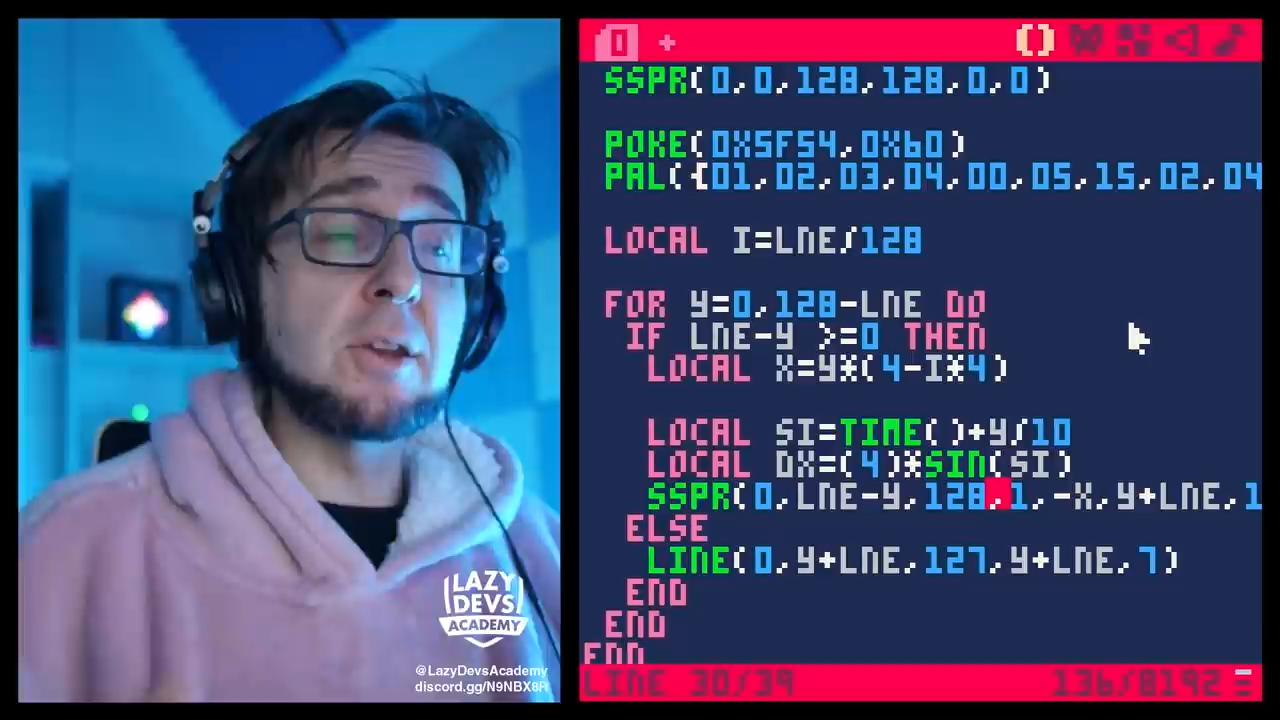 LAZY
DEVS
ACADEMY
@LazyDevsAcademy
discord.gg/N9NBX8R
0 +
SSPR(0,0,128,128,0,0)
POKE(0X5F54,0X60)
PAL({01,02,03,04,00,05,15,02,04
LOCAL I=LNE/128
FOR Y=0,128-LNE DO
IF LNE-Y >=0 THEN
LOCAL X=Y*(4-I*4)
LOCAL SI=TIME()+Y/10
LOCAL OX=(4)*SIN(SI)
SSPR(0,LNE-Y,128,1,-X,Y+LNE,1
ELSE
LINE(0,Y+LNE,127,Y+LNE,7)
END
END
END
LINE 30/39
136/8192